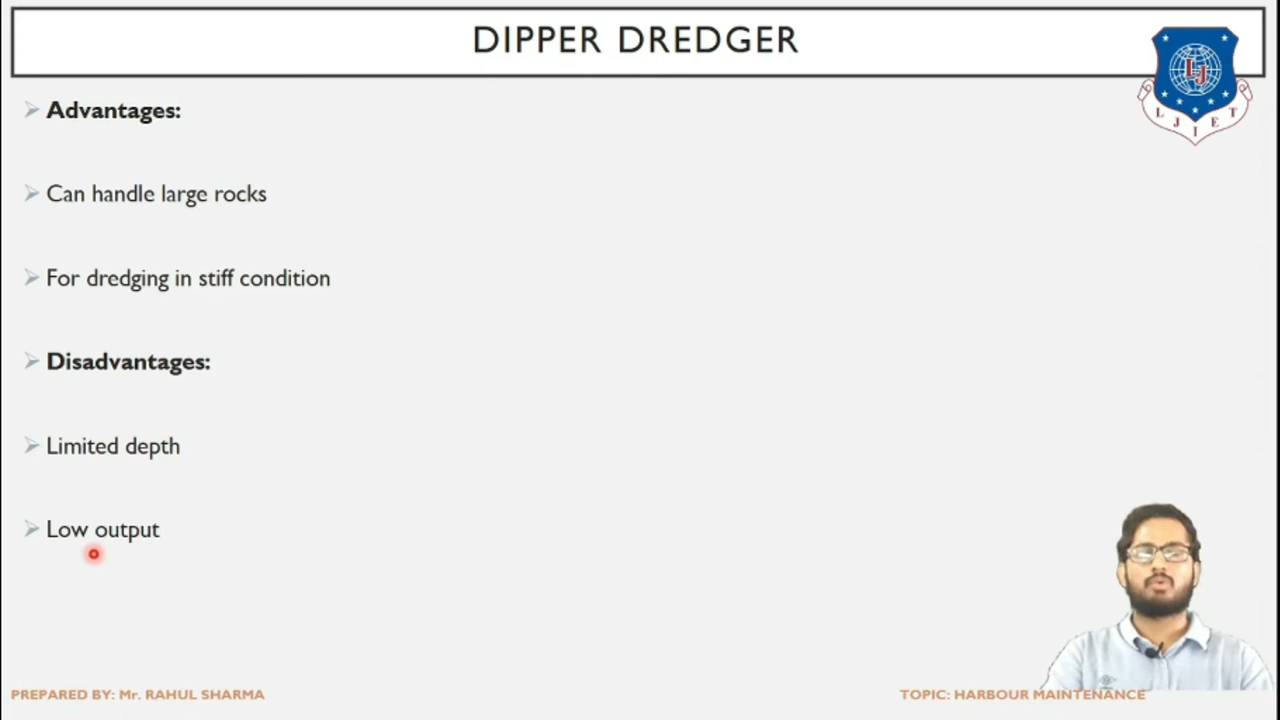 DIPPER DREDGER
LJ
L J I E T
Advantages:
Can handle large rocks
For dredging in stiff condition
Disadvantages:
Limited depth
Low output
PREPARED BY: Mr. RAHUL SHARMA
TOPIC: HARBOUR MAINTENANCE